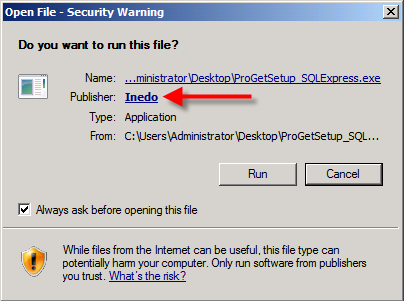 Open File - Security Warning
Do you want to run this file?
Name: ...ministrator\Desktop\ProGetSetup_SQLExpress.exe
Publisher: Inedo
Type: Application
From: C:\Users\Administrator\Desktop\ProGetSetup_SQL...
Run Cancel
Always ask before opening this file
While files from the Internet can be useful, this file type can
potentially harm your computer. Only run software from publishers
you trust. What's the risk?